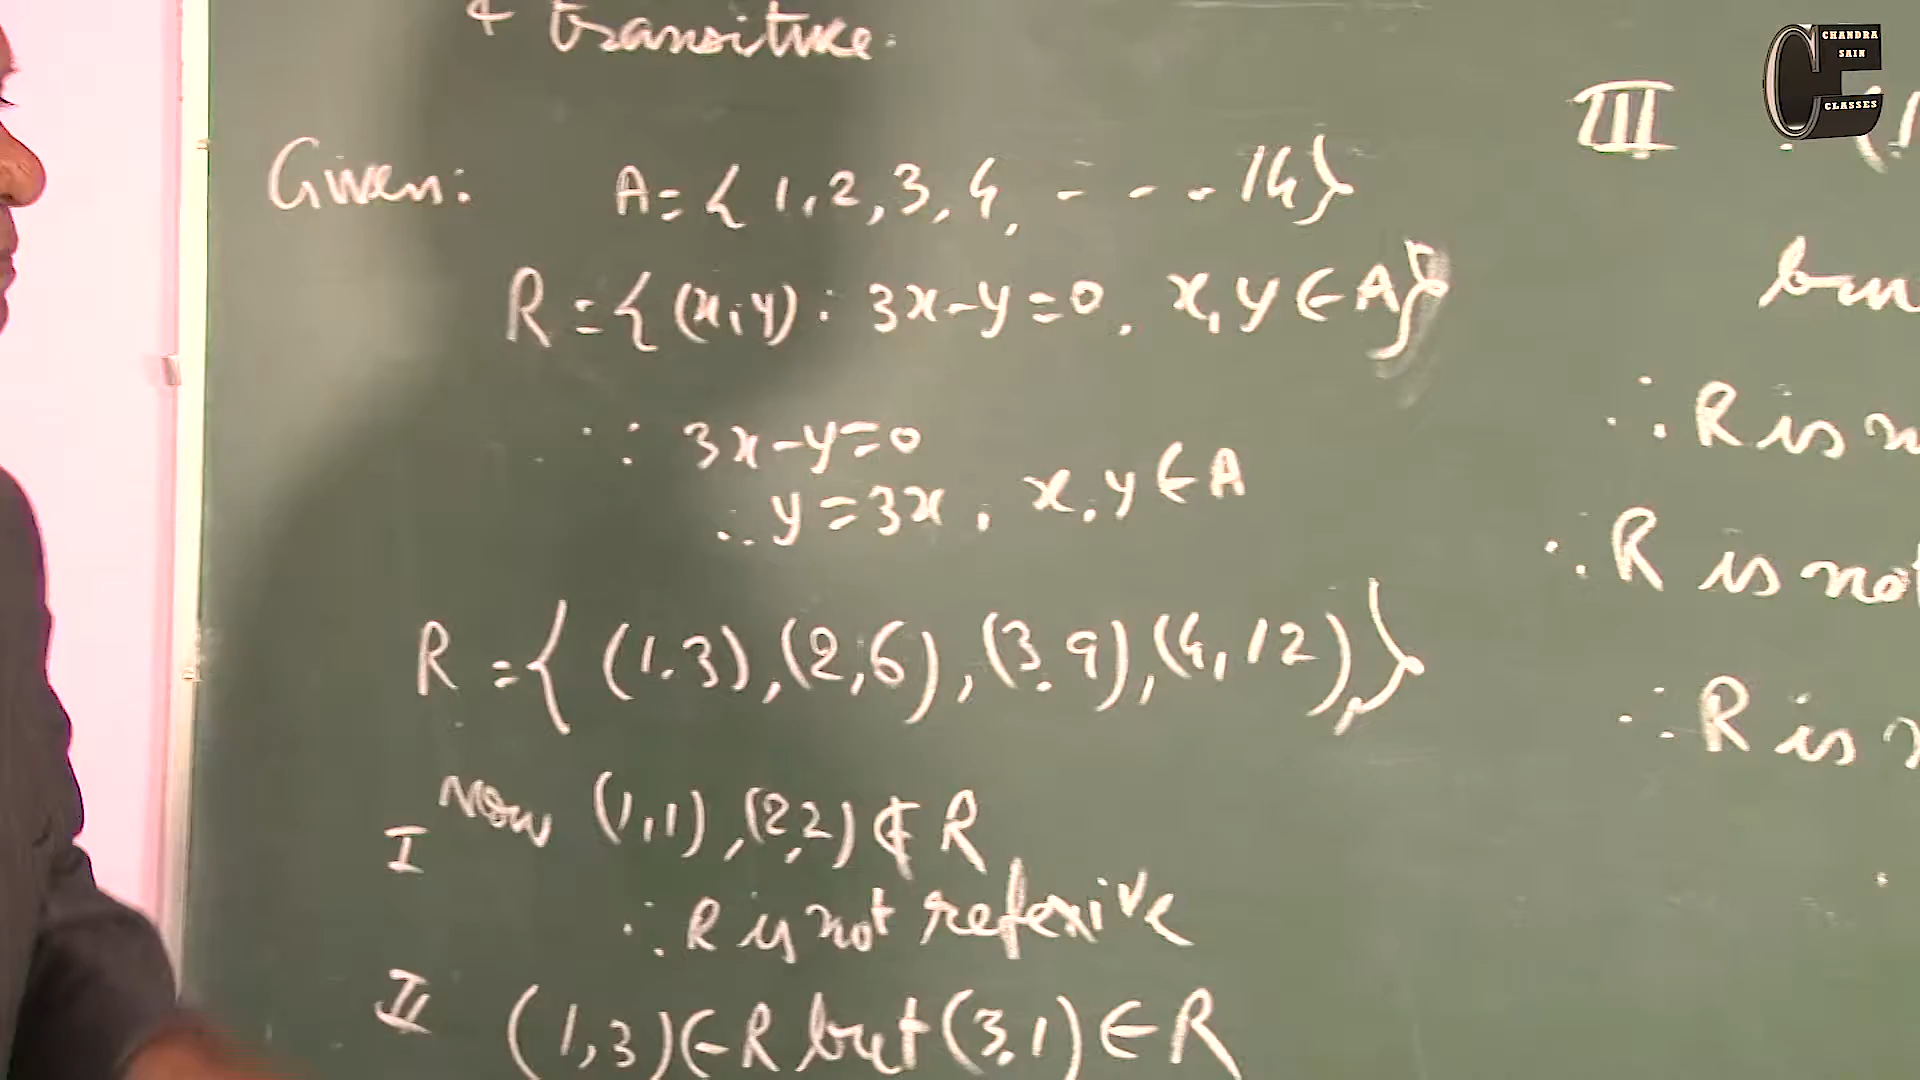 & transitive.
Given: A = { 1, 2, 3, 4, - - - 14}
R = { (x, y) : 3x-y=0, x, y ∈ A}
∵ 3x-y=0
∴ y=3x, x, y ∈ A
R = { (1,3), (2,6), (3,9), (4,12), }
I Now (1,1), (2,2) ∉ R
∴ R is not refexive
II (1,3) ∈ R but (3,1) ∈ R
III
∴ R is
∴ R is not
∴ R is
CHANDRA
SAIN
CLASSES